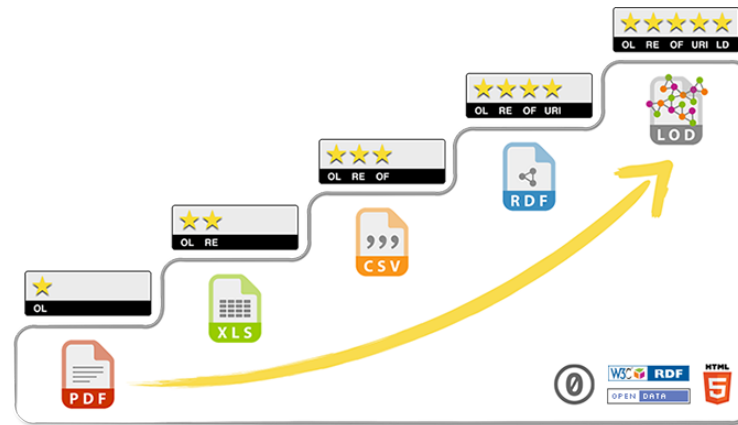 OL RE OF URI LD
LOD
OL RE OF URI
RDF
OL RE OF
CSV
OL RE
XLS
OL
PDF
0
W3C RDF
OPEN DATA
HTML
5